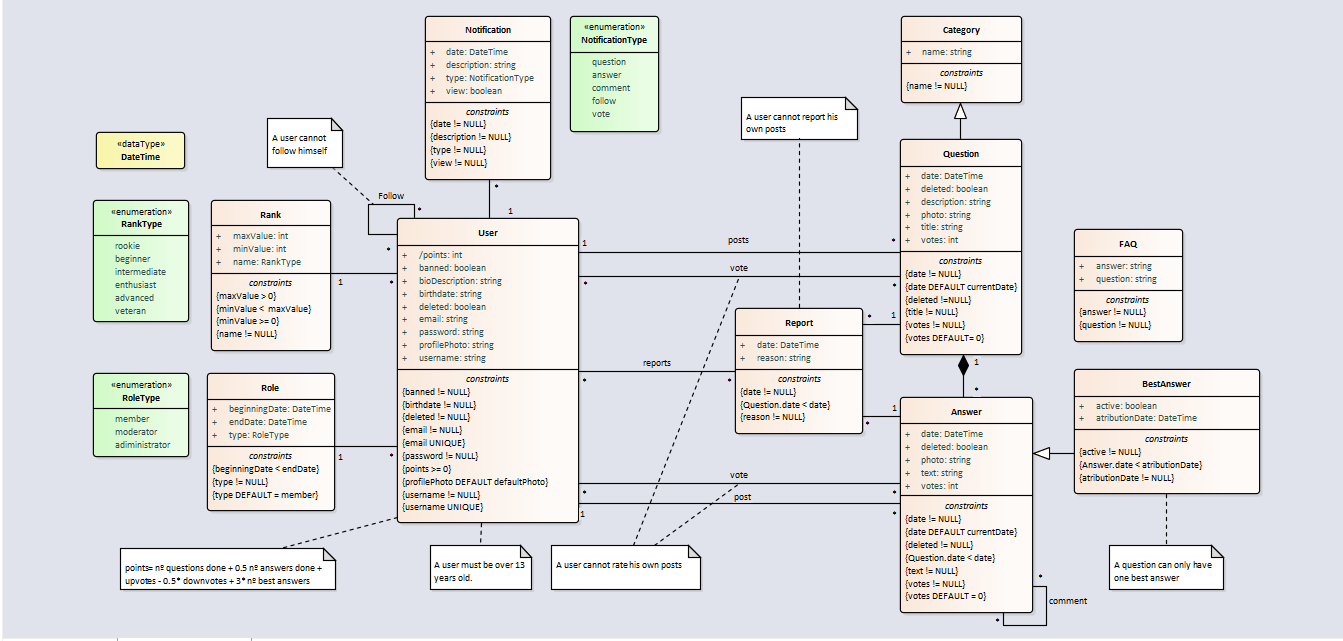 Notification
+ date: DateTime
+ description: string
+ type: NotificationType
+ view: boolean
constraints
{date != NULL}
{description != NULL}
{type != NULL}
{view != NULL}
«enumeration»
NotificationType
question
answer
comment
follow
vote
Category
+ name: string
constraints
{name != NULL}
A user cannot report his
own posts
A user cannot
follow himself
«dataType»
DateTime
Question
+ date: DateTime
+ deleted: boolean
+ description: string
+ photo: string
+ title: string
+ votes: int
constraints
{date != NULL}
{date DEFAULT currentDate}
{deleted !=NULL}
{title != NULL}
{votes != NULL}
{votes DEFAULT= 0}
«enumeration»
RankType
rookie
beginner
intermediate
enthusiast
advanced
veteran
Rank
+ maxValue: int
+ minValue: int
+ name: RankType
constraints
{maxValue > 0}
{minValue < maxValue}
{minValue >= 0}
{name != NULL}
Follow
*
*
*
1
User
+ /points: int
+ banned: boolean
+ bioDescription: string
+ birthdate: string
+ deleted: boolean
+ email: string
+ password: string
+ profilePhoto: string
+ username: string
constraints
{banned != NULL}
{birthdate != NULL}
{deleted != NULL}
{email != NULL}
{email UNIQUE}
{password != NULL}
{points >= 0}
{profilePhoto DEFAULT defaultPhoto}
{username != NULL}
{username UNIQUE}
1
*
1
posts
*
*
vote
*
FAQ
+ answer: string
+ question: string
constraints
{answer != NULL}
{question != NULL}
Report
+ date: DateTime
+ reason: string
constraints
{date != NULL}
{Question.date < date}
{reason != NULL}
*
1
*
reports
*
1
*
1
*
«enumeration»
RoleType
member
moderator
administrator
Role
+ beginningDate: DateTime
+ endDate: DateTime
+ type: RoleType
constraints
{beginningDate < endDate}
{type != NULL}
{type DEFAULT = member}
1
*
Answer
+ date: DateTime
+ deleted: boolean
+ photo: string
+ text: string
+ votes: int
constraints
{date != NULL}
{date DEFAULT currentDate}
{deleted != NULL}
{Question.date < date}
{text != NULL}
{votes != NULL}
{votes DEFAULT = 0}
BestAnswer
+ active: boolean
+ atributionDate: DateTime
constraints
{active != NULL}
{Answer.date < atributionDate}
{atributionDate != NULL}
*
vote
*
1
post
*
points= nº questions done + 0.5 nº answers done +
upvotes - 0.5* downvotes + 3* nº best answers
A user must be over 13
years old.
A user cannot rate his own posts
A question can only have
one best answer
*
comment
*